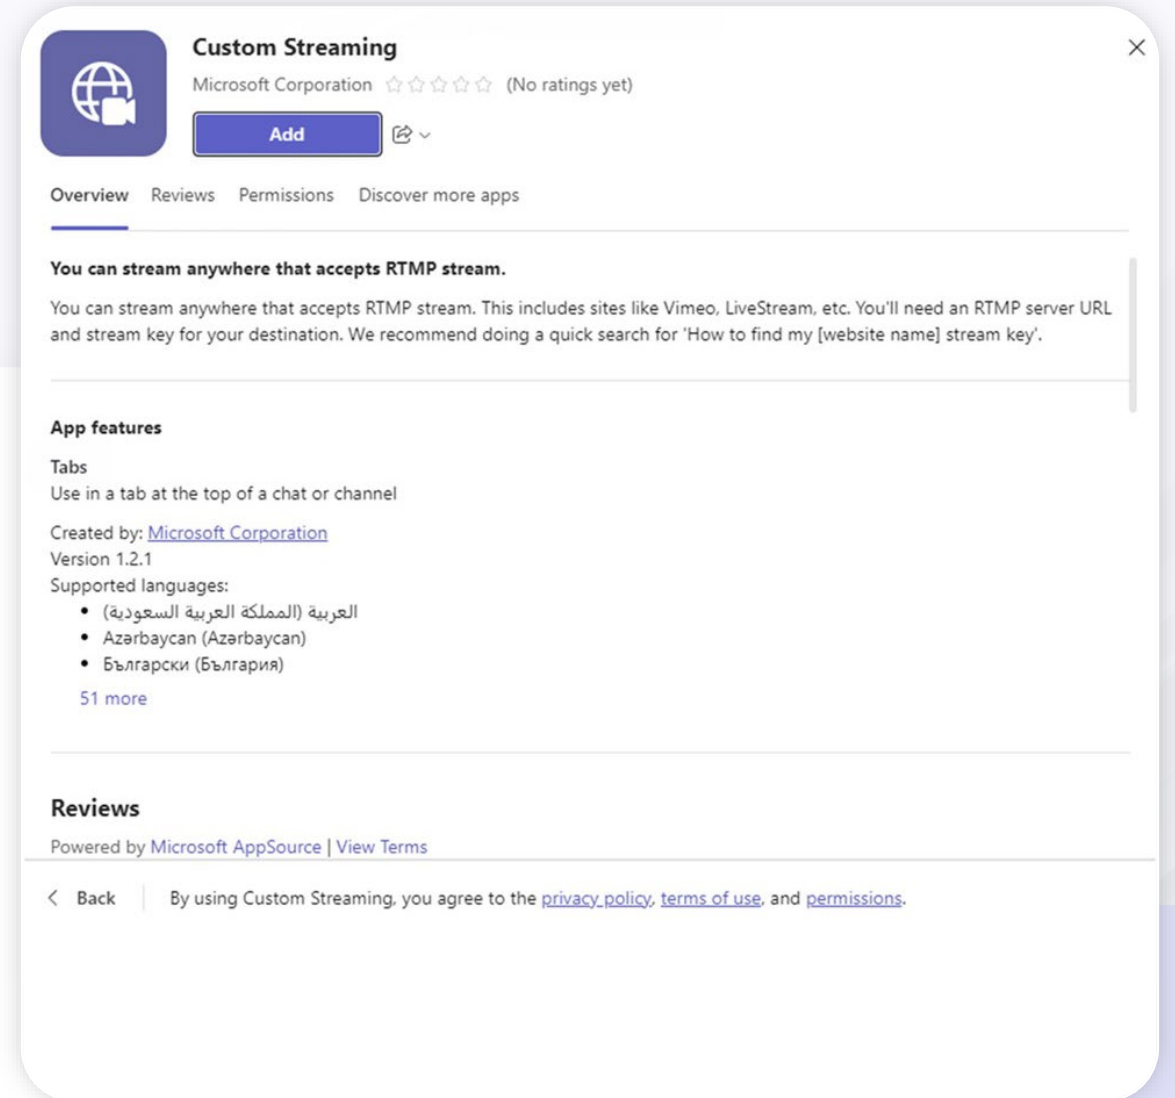 Custom Streaming
Microsoft Corporation (No ratings yet)
Add
Overview Reviews Permissions Discover more apps
You can stream anywhere that accepts RTMP stream.
You can stream anywhere that accepts RTMP stream. This includes sites like Vimeo, LiveStream, etc. You'll need an RTMP server URL
and stream key for your destination. We recommend doing a quick search for 'How to find my [website name] stream key'.
App features
Tabs
Use in a tab at the top of a chat or channel
Created by: Microsoft Corporation
Version 1.2.1
Supported languages:
• العربية (المملكة العربية السعودية)
• Azərbaycan (Azərbaycan)
• Български (България)
51 more
Reviews
Powered by Microsoft AppSource | View Terms
Back By using Custom Streaming, you agree to the privacy policy, terms of use, and permissions.